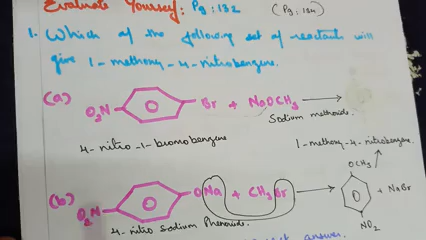 Evaluate Yourself: Pg: 132 (Pg: 134)
1. Which of the following set of reactants will
give 1-methoxy-4-nitrobenzene.
(a) O₂N Br + NaOCH₃
Sodium methoxide.
4-nitro-1-bromobenzene
1-methoxy-4-nitrobenzene.
OCH₃
(b) O₂N ONa + CH₃Br + NaBr
NO₂
4-nitro Sodium Phenoxide.
answer.